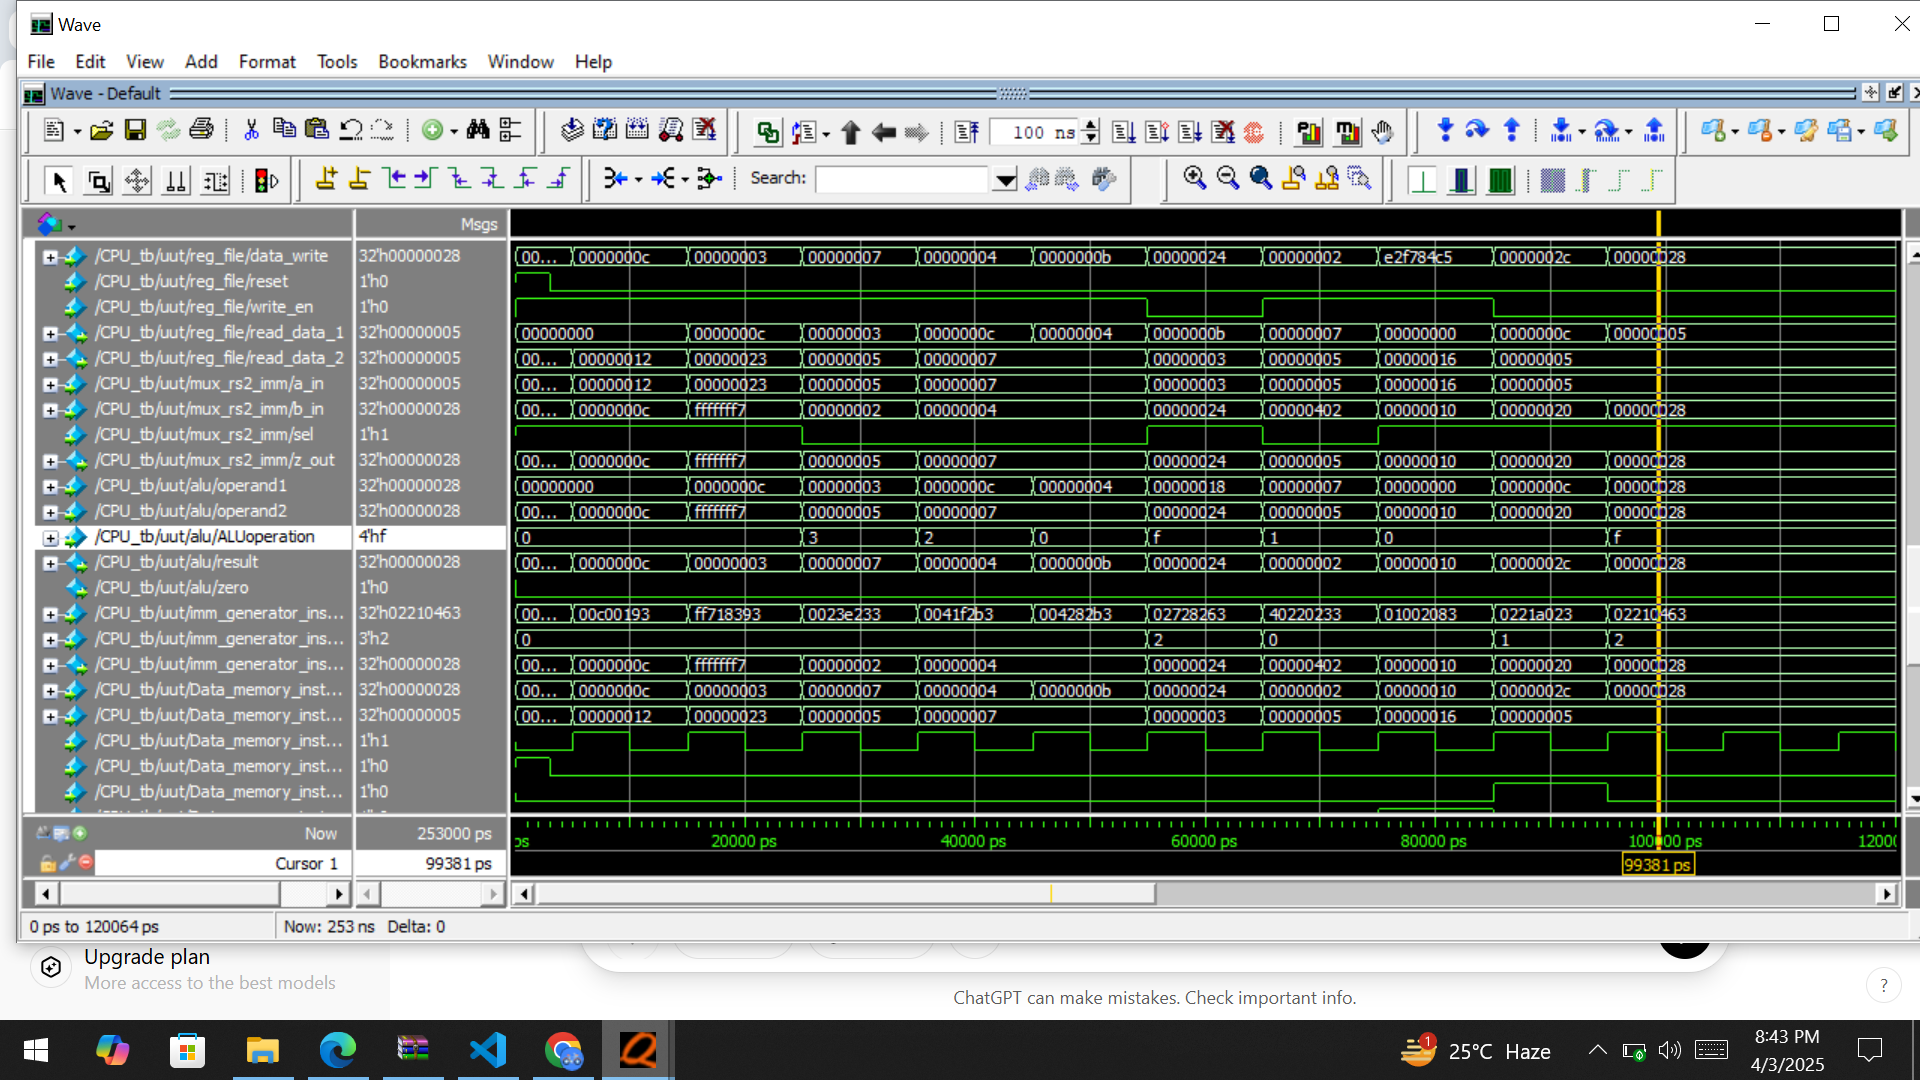 Wave
File Edit View Add Format Tools Bookmarks Window Help
Wave - Default
100 ns
Search:
Msgs
/CPU_tb/uut/reg_file/data_write 32'h00000028 00... 0000000c 00000003 00000007 00000004 0000000b 00000024 00000002 e2f784c5 0000002c 00000028
/CPU_tb/uut/reg_file/reset 1'h0
/CPU_tb/uut/reg_file/write_en 1'h0
/CPU_tb/uut/reg_file/read_data_1 32'h00000005 00000000 0000000c 00000003 0000000c 00000004 0000000b 00000007 00000000 0000000c 00000005
/CPU_tb/uut/reg_file/read_data_2 32'h00000005 00... 00000012 00000023 00000005 00000007 00000003 00000005 00000016 00000005
/CPU_tb/uut/mux_rs2_imm/a_in 32'h00000005 00... 00000012 00000023 00000005 00000007 00000003 00000005 00000016 00000005
/CPU_tb/uut/mux_rs2_imm/b_in 32'h00000028 00... 0000000c fffffff7 00000002 00000004 00000024 00000402 00000010 00000020 00000028
/CPU_tb/uut/mux_rs2_imm/sel 1'h1
/CPU_tb/uut/mux_rs2_imm/z_out 32'h00000028 00... 0000000c fffffff7 00000005 00000007 00000024 00000005 00000010 00000020 00000028
/CPU_tb/uut/alu/operand1 32'h00000028 00000000 0000000c 00000003 0000000c 00000004 00000018 00000007 00000000 0000000c 00000028
/CPU_tb/uut/alu/operand2 32'h00000028 00... 0000000c fffffff7 00000005 00000007 00000024 00000005 00000010 00000020 00000028
/CPU_tb/uut/alu/ALUoperation 4'hf 0 3 2 0 f 1 0 f
/CPU_tb/uut/alu/result 32'h00000028 00... 0000000c 00000003 00000007 00000004 0000000b 00000024 00000002 00000010 0000002c 00000028
/CPU_tb/uut/alu/zero 1'h0
/CPU_tb/uut/imm_generator_ins... 32'h02210463 00... 00c00193 ff718393 0023e233 0041f2b3 004282b3 02728263 40220233 01002083 0221a023 02210463
/CPU_tb/uut/imm_generator_ins... 3'h2 0 2 0 1 2
/CPU_tb/uut/imm_generator_ins... 32'h00000028 00... 0000000c fffffff7 00000002 00000004 00000024 00000402 00000010 00000020 00000028
/CPU_tb/uut/Data_memory_inst... 32'h00000028 00... 0000000c 00000003 00000007 00000004 0000000b 00000024 00000002 00000010 0000002c 00000028
/CPU_tb/uut/Data_memory_inst... 32'h00000005 00... 00000012 00000023 00000005 00000007 00000003 00000005 00000016 00000005
/CPU_tb/uut/Data_memory_inst... 1'h1
/CPU_tb/uut/Data_memory_inst... 1'h0
/CPU_tb/uut/Data_memory_inst... 1'h0
Now 253000 ps ps 20000 ps 40000 ps 60000 ps 80000 ps 100000 ps 12000
Cursor 1 99381 ps 99381 ps
0 ps to 120064 ps Now: 253 ns Delta: 0
Upgrade plan
More access to the best models
ChatGPT can make mistakes. Check important info.
?
1 25°C Haze
8:43 PM
4/3/2025